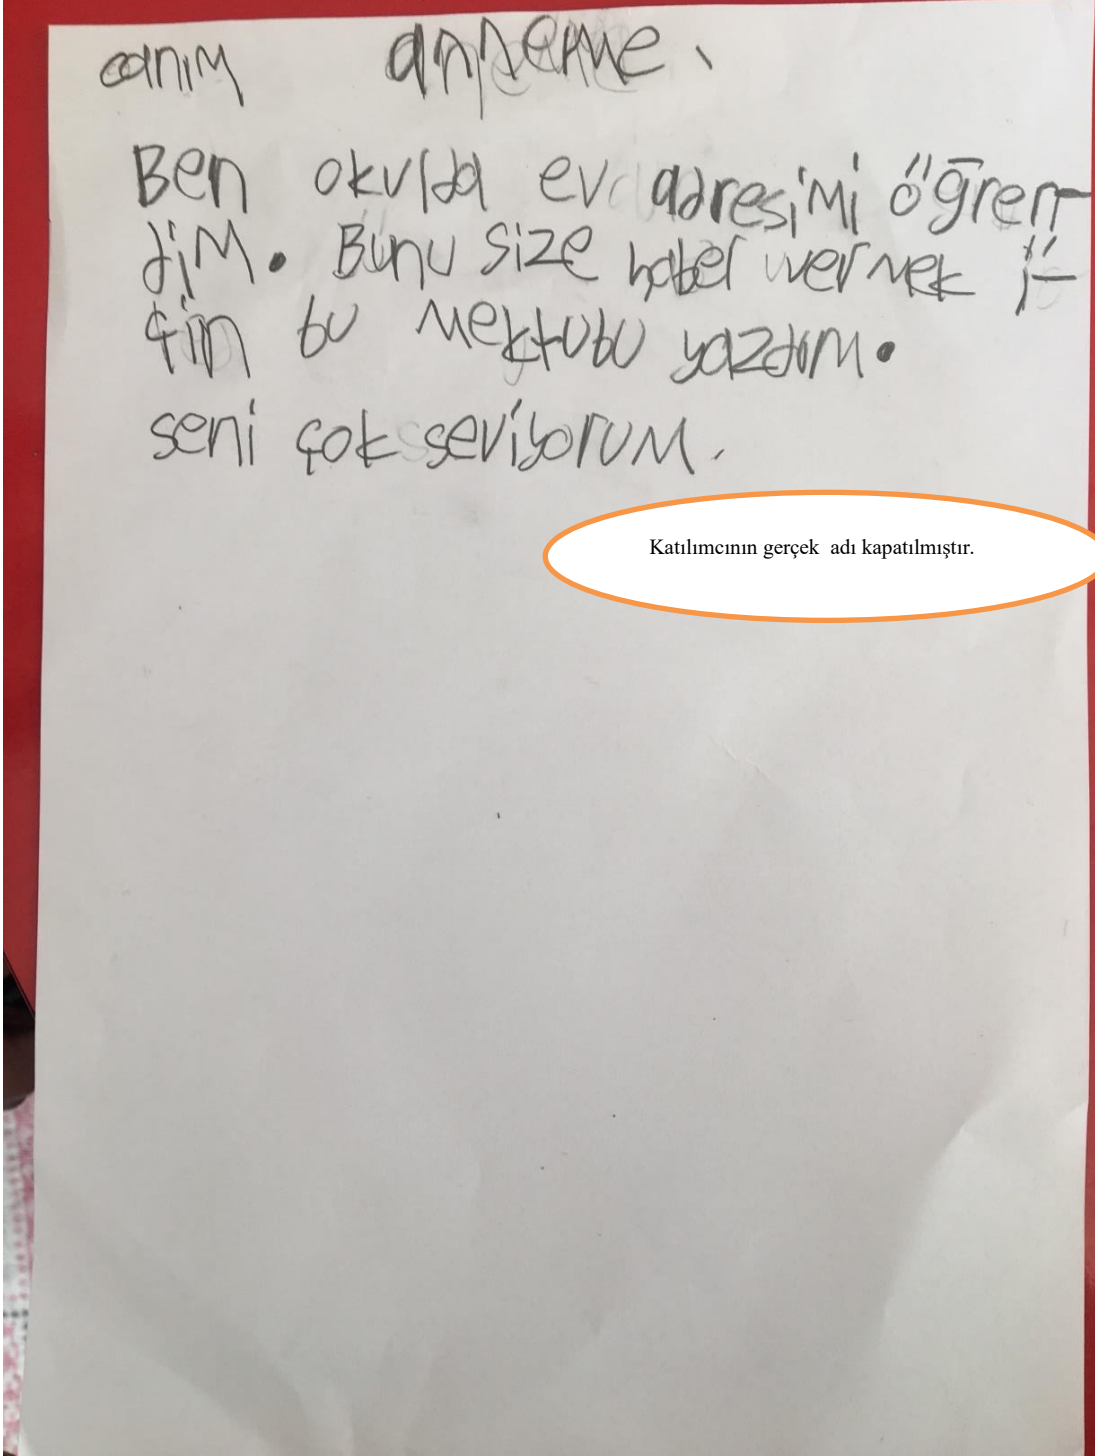 canım anneme,
Ben okulda ev adresimi öğren-
dim. Bunu size haber vermek i-
çin bu mektubu yazdım.
seni çok seviyorum.
Katılımcının gerçek adı kapatılmıştır.